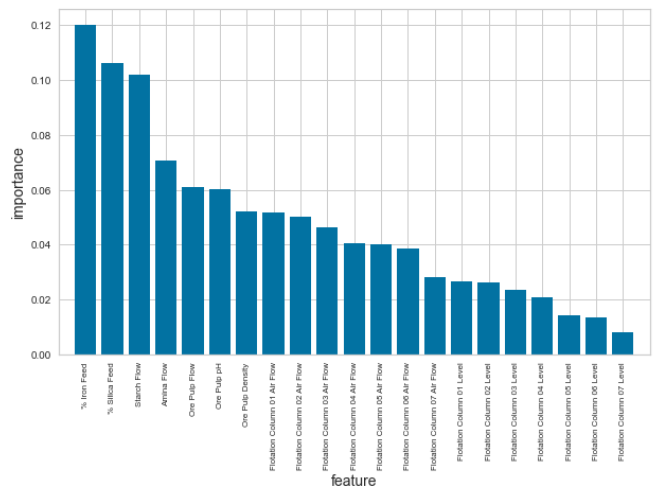 0.12
0.10
0.08
0.06
0.04
0.02
0.00
importance
% Iron Feed
% Silica Feed
Starch Flow
Amina Flow
Ore Pulp Flow
Ore Pulp pH
Ore Pulp Density
Flotation Column 01 Air Flow
Flotation Column 02 Air Flow
Flotation Column 03 Air Flow
Flotation Column 04 Air Flow
Flotation Column 05 Air Flow
Flotation Column 06 Air Flow
Flotation Column 07 Air Flow
Flotation Column 01 Level
Flotation Column 02 Level
Flotation Column 03 Level
Flotation Column 04 Level
Flotation Column 05 Level
Flotation Column 06 Level
Flotation Column 07 Level
feature